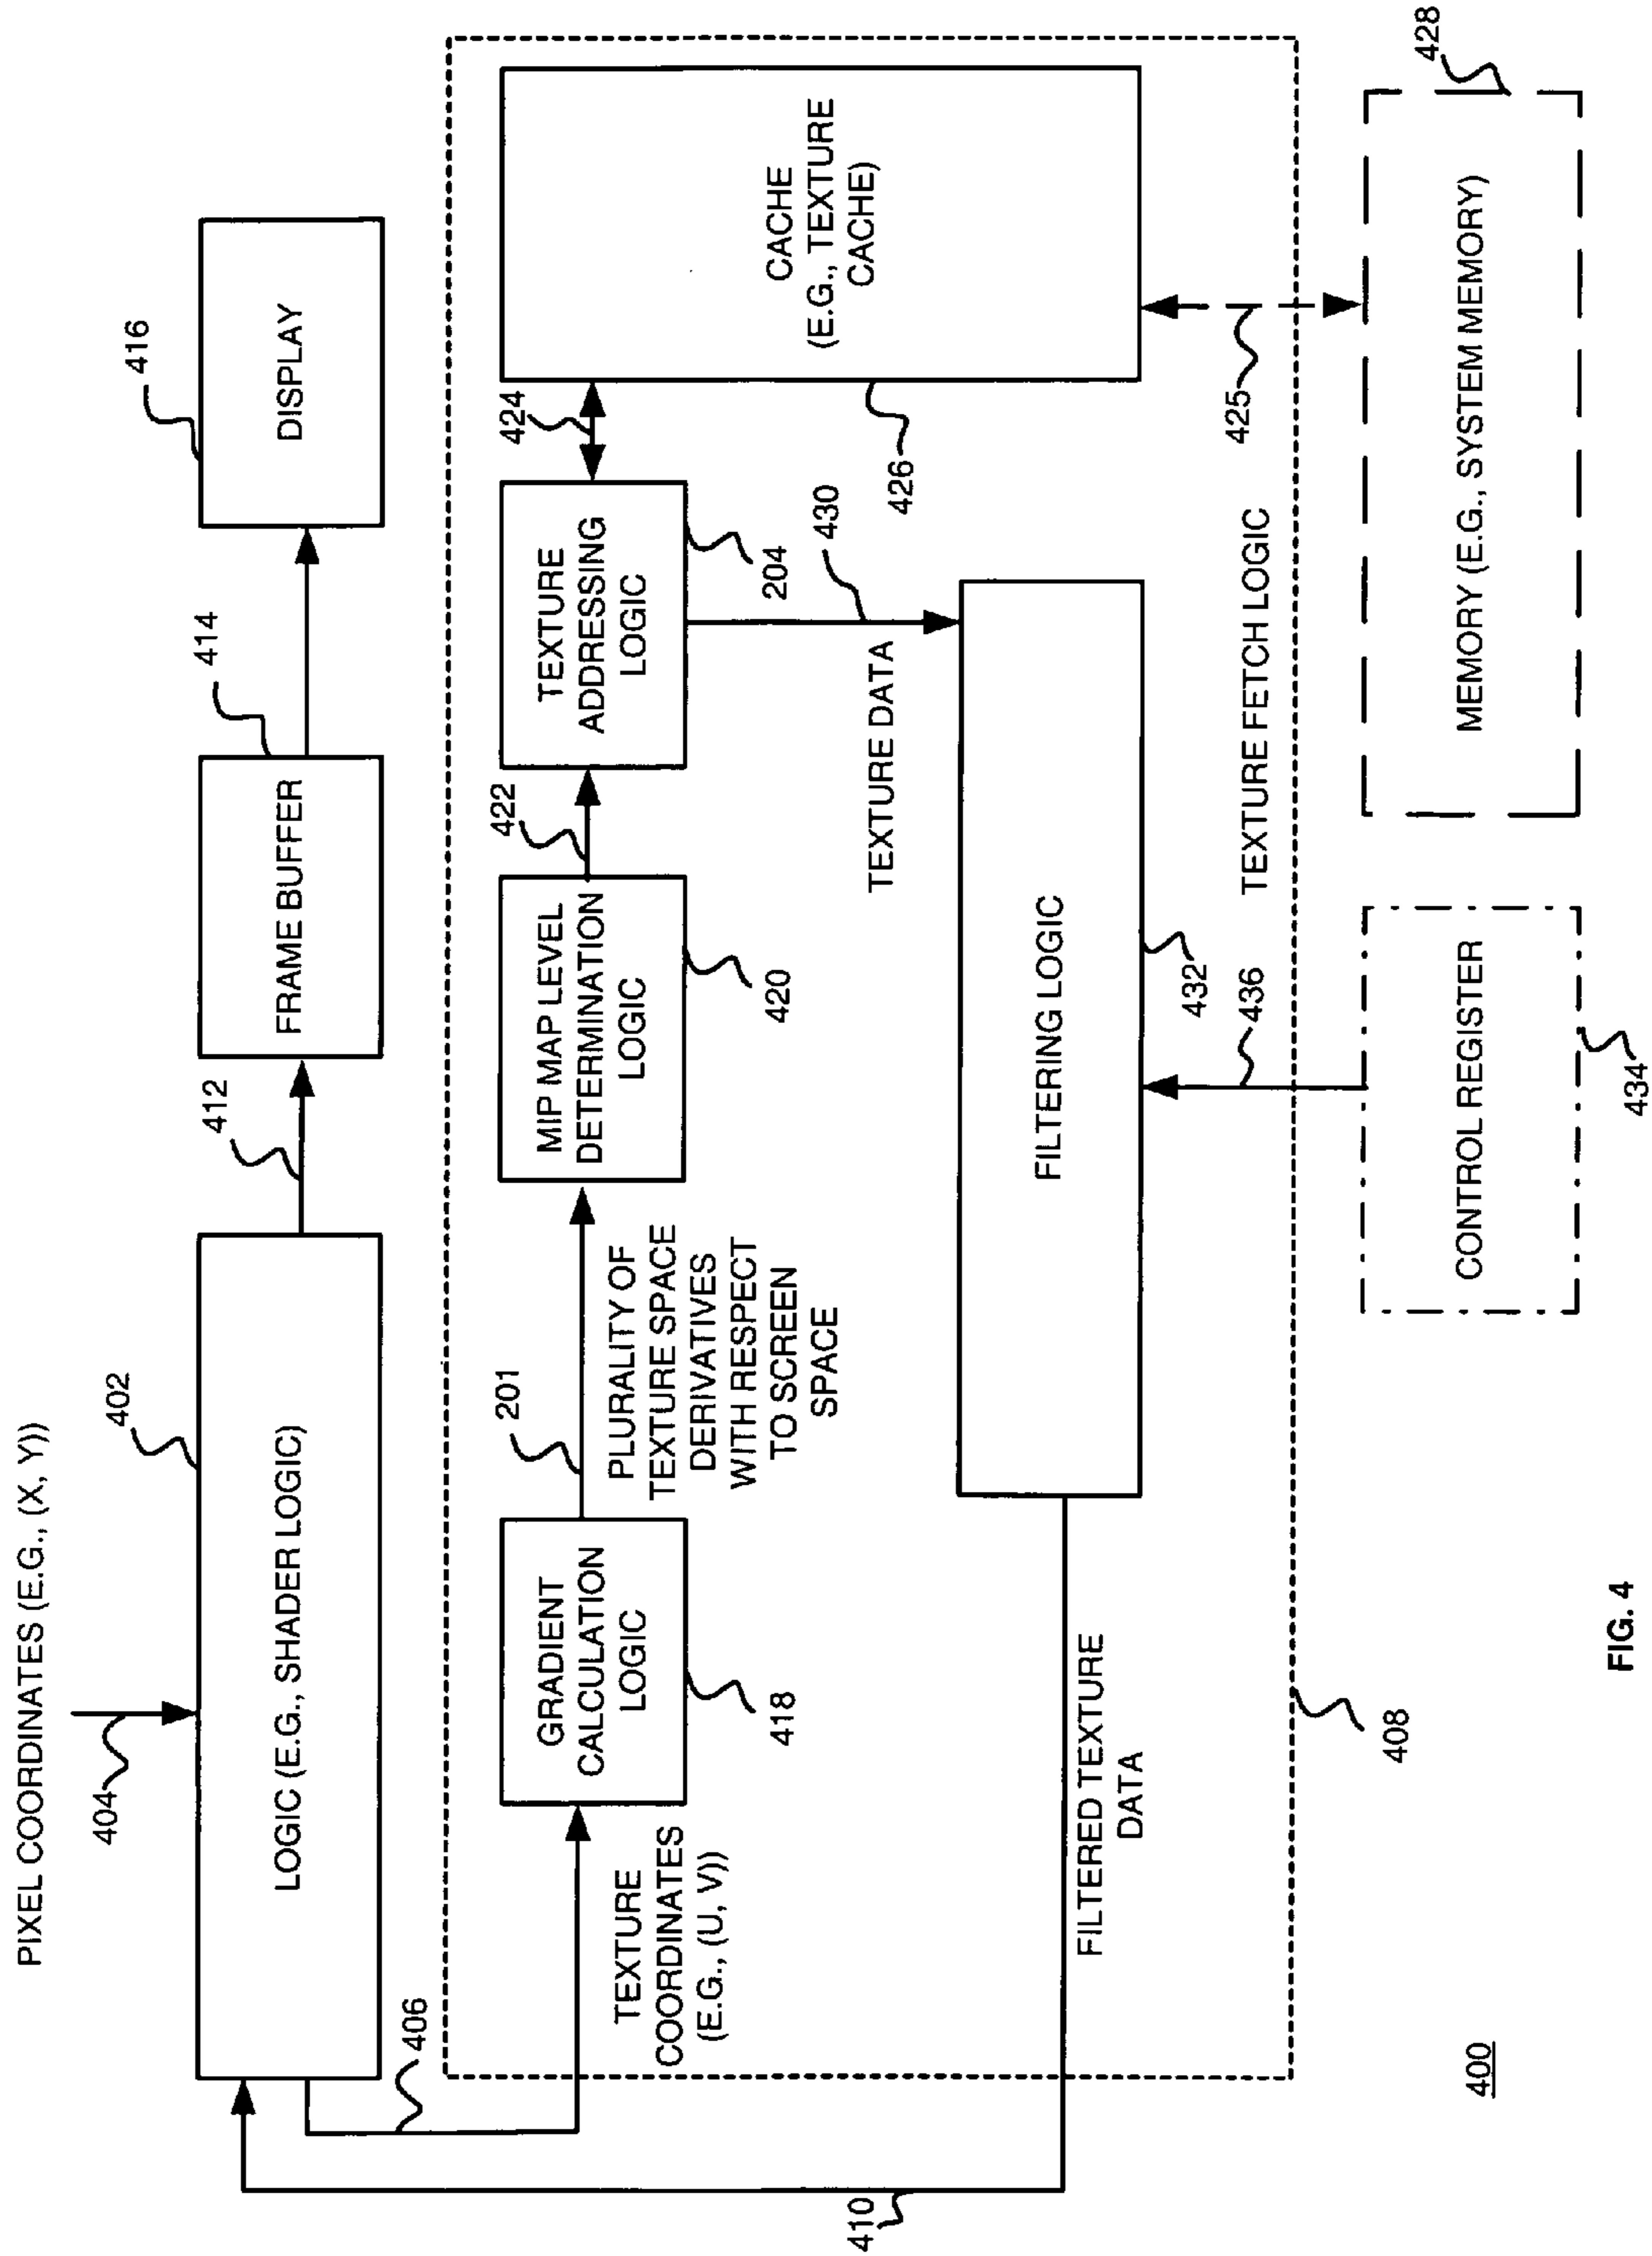 PIXEL COORDINATES (E.G., (X, Y))
404
402
LOGIC (E.G., SHADER LOGIC)
412
414
FRAME BUFFER
416
DISPLAY
406
410
TEXTURE
COORDINATES
(E.G., (U, V))
GRADIENT
CALCULATION
LOGIC
418
201
PLURALITY OF
TEXTURE SPACE
DERIVATIVES
WITH RESPECT
TO SCREEN
SPACE
MIP MAP LEVEL
DETERMINATION
LOGIC
420
422
TEXTURE
ADDRESSING
LOGIC
204
424
CACHE
(E.G., TEXTURE
CACHE)
426
430
TEXTURE DATA
FILTERING LOGIC
432
FILTERED TEXTURE
DATA
436
TEXTURE FETCH LOGIC
425
408
CONTROL REGISTER
434
MEMORY (E.G., SYSTEM MEMORY)
428
400
FIG. 4